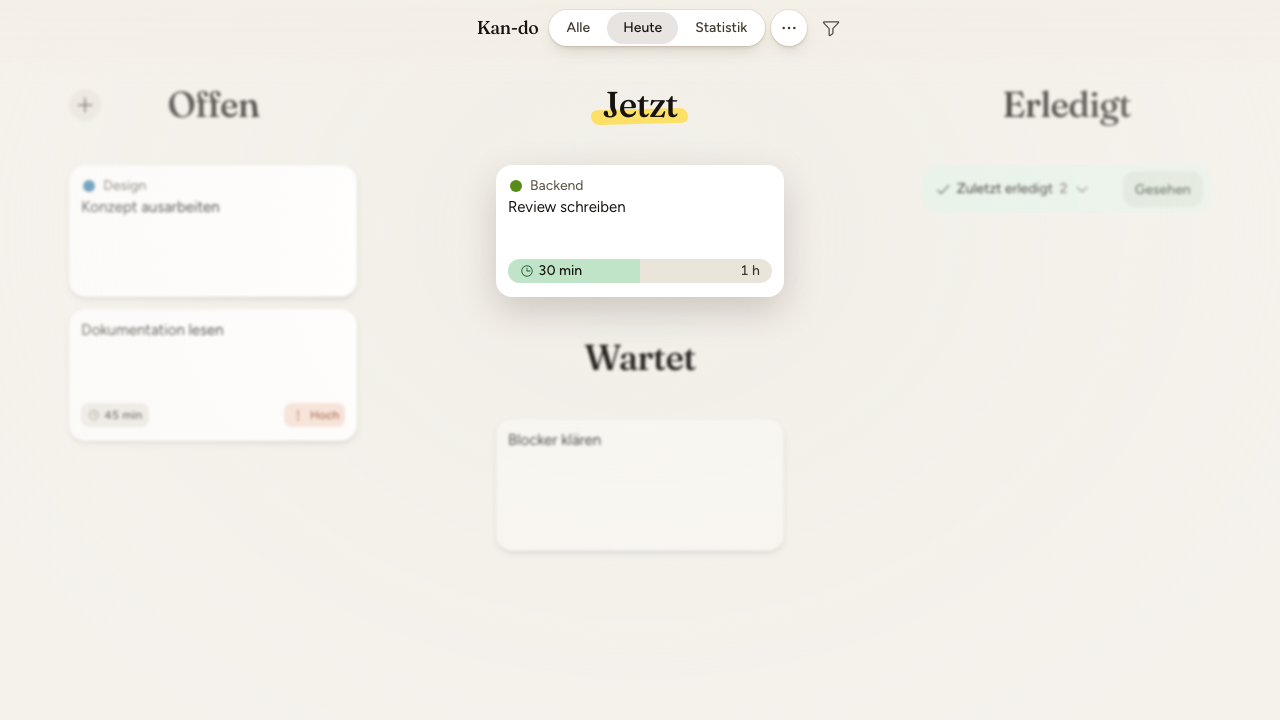 Kan-do
Alle
Heute
Statistik
Offen
Design
Konzept ausarbeiten
Dokumentation lesen
45 min
Hoch
Jetzt
Backend
Review schreiben
30 min
1 h
Wartet
Blocker klären
Erledigt
Zuletzt erledigt 2
Gesehen